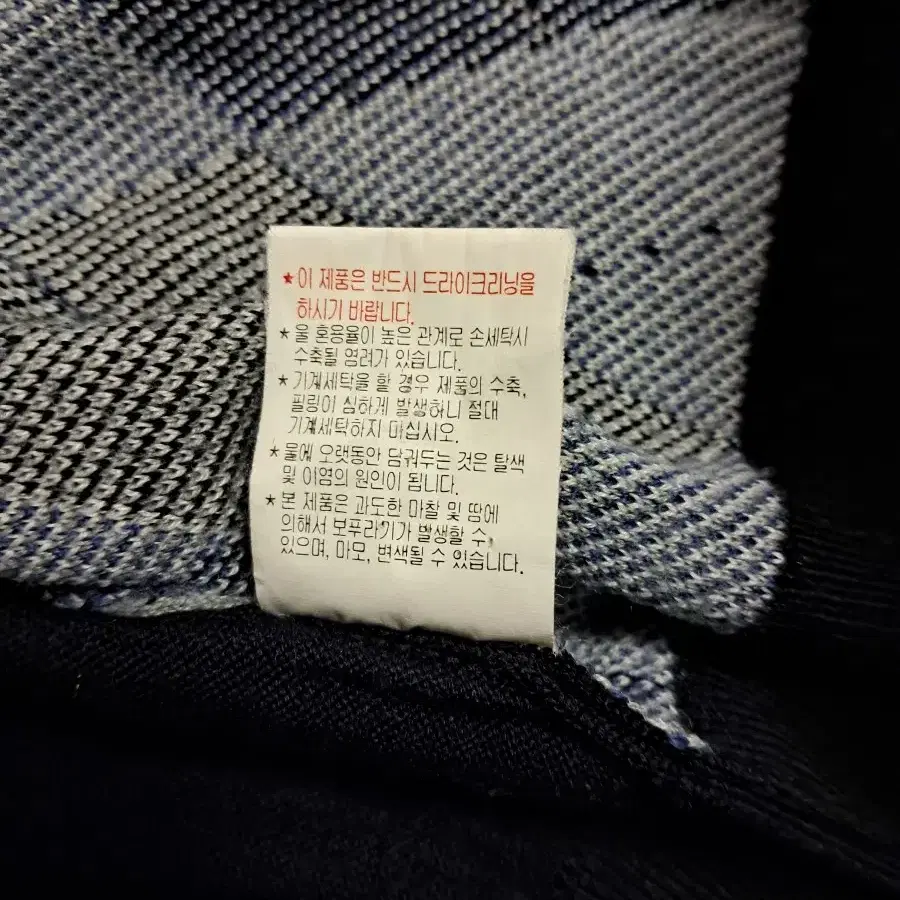 ★이 제품은 반드시 드라이크리닝을
하시기 바랍니다.
★울 혼용율이 높은 관계로 손세탁시
수축될 염려가 있습니다.
★기계세탁을 할 경우 제품의 수축,
필링이 심하게 발생하니 절대
기계세탁하지 마십시오.
★물에 오랫동안 담궈두는 것은 탈색
및 이염의 원인이 됩니다.
★본 제품은 과도한 마찰 및 땀에
의해서 보푸라기가 발생할 수,
있으며, 마모, 변색될 수 있습니다.